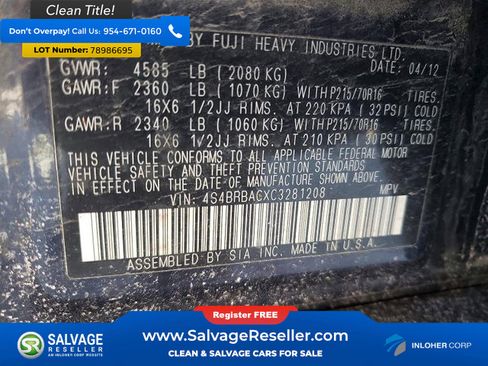 Clean Title!
Don't Overpay! Call us: 954-671-0160
Lot Number: 78986695
BY FUJI HEAVY INDUSTRIES LTD.
DATE: 04/12
GVWR: 4585 LB (2080 KG)
GAWR:F 2360 LB (1070 KG) WITH P215/70R16 TIRES.
16X6 1/2JJ RIMS. AT 220 KPA (32 PSI) COLD
GAWR:R 2340 LB (1060 KG) WITH P215/70R16 TIRES.
16X6 1/2JJ RIMS. AT 210 KPA (30 PSI) COLD
THIS VEHICLE CONFORMS TO ALL APPLICABLE FEDERAL MOTOR
VEHICLE SAFETY/THEFT PREVENTION STANDARDS
IN EFFECT ON THE DATE OF MANUFACTURE SHOWN ABOVE.
VIN: 4S4BRBACXC3281208 MPV
ASSEMBLED BY SIA INC. MADE IN U.S.A.
Register FREE
www.SalvageReseller.com
CLEAN & SALVAGE CARS FOR SALE
SALVAGE
RESELLER
AN INLOHER CORP WEBSITE
INLOHER CORP